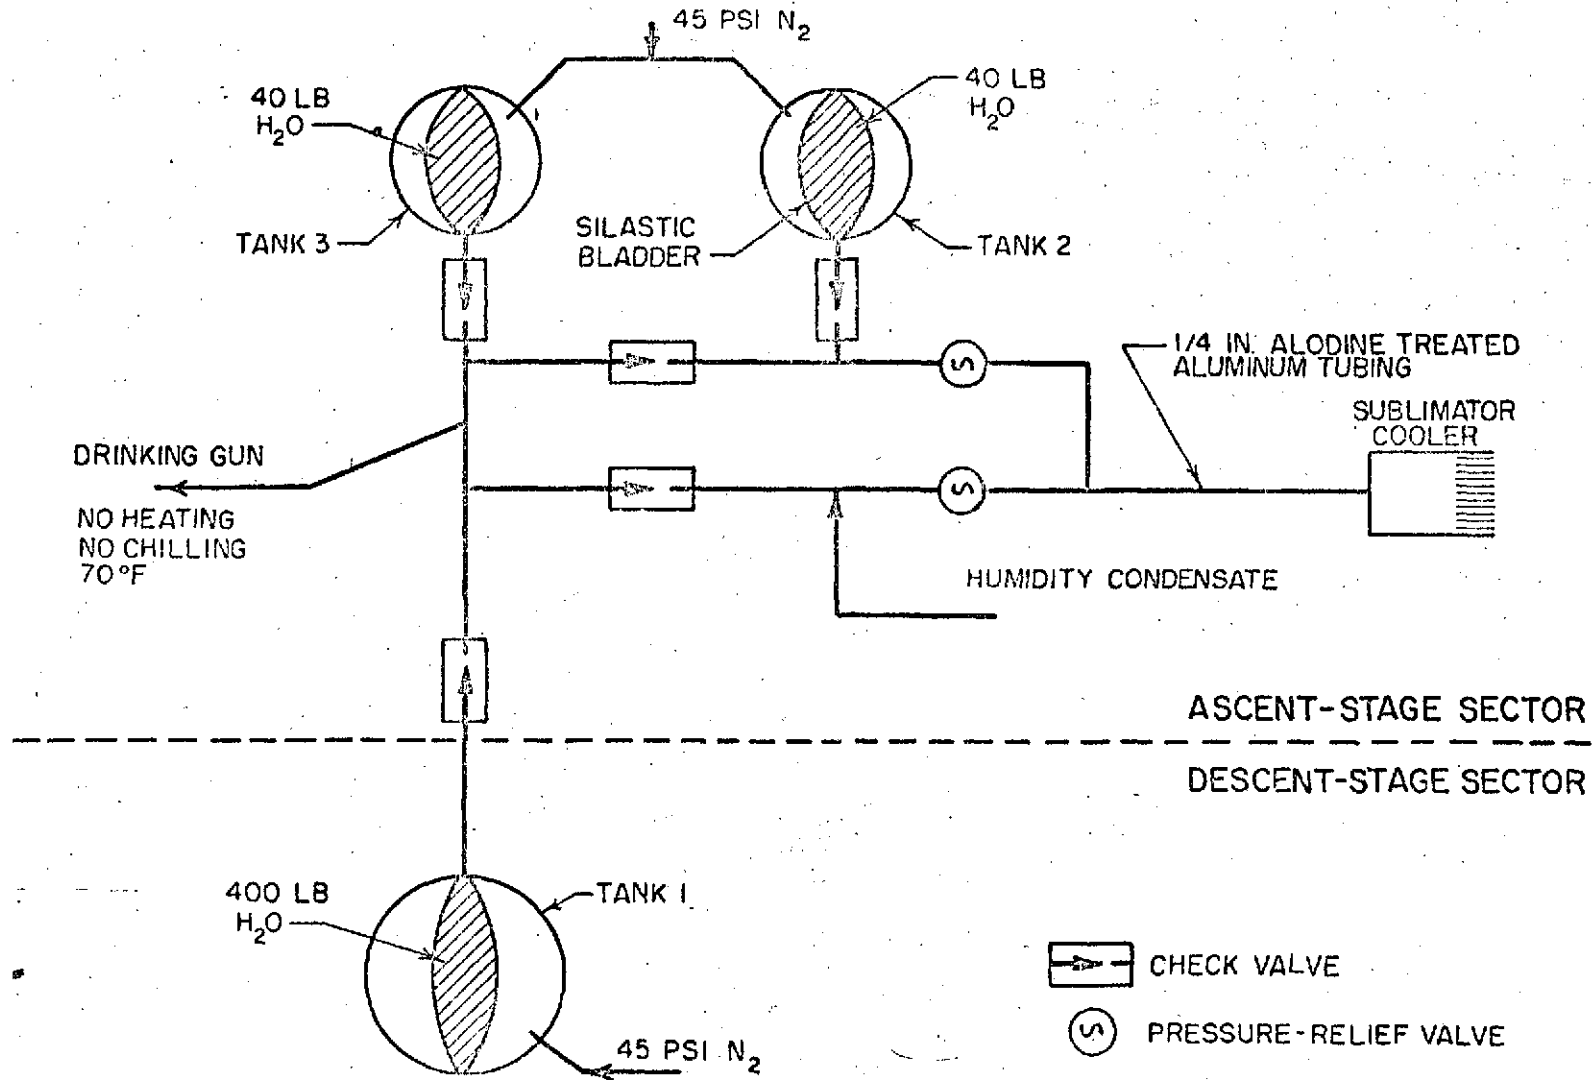 45 PSI N2
40 LB
H2O
40 LB
H2O
TANK 3
SILASTIC
BLADDER
TANK 2
1/4 IN. ALODINE TREATED
ALUMINUM TUBING
SUBLIMATOR
COOLER
DRINKING GUN
NO HEATING
NO CHILLING
70°F
HUMIDITY CONDENSATE
ASCENT-STAGE SECTOR
DESCENT-STAGE SECTOR
400 LB
H2O
TANK 1
45 PSI N2
CHECK VALVE
S PRESSURE-RELIEF VALVE